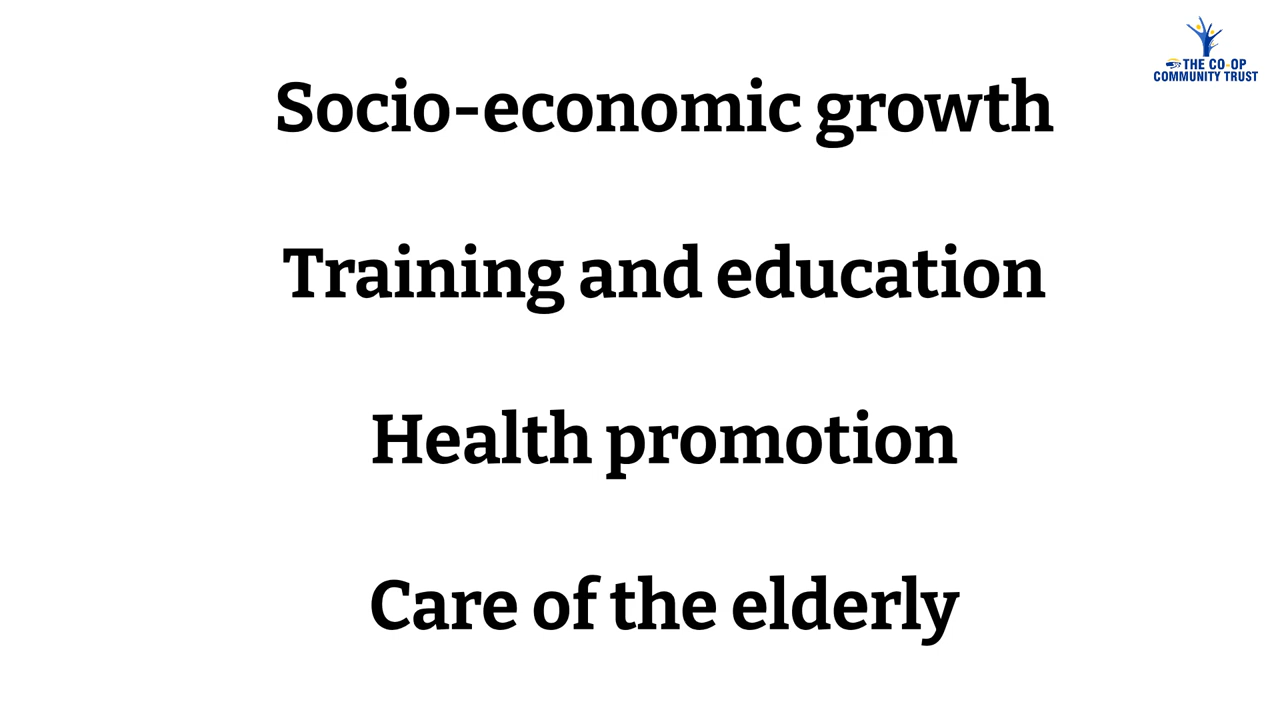 THE CO-OP
COMMUNITY TRUST
Socio-economic growth
Training and education
Health promotion
Care of the elderly